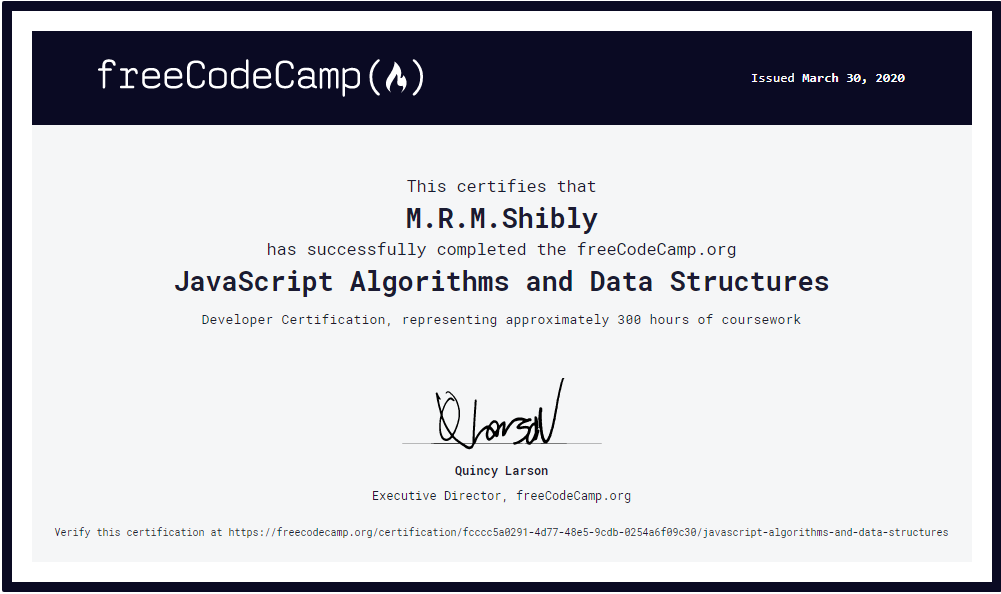 freeCodeCamp(🔥)
Issued March 30, 2020
This certifies that
M.R.M.Shibly
has successfully completed the freeCodeCamp.org
JavaScript Algorithms and Data Structures
Developer Certification, representing approximately 300 hours of coursework
QLarson
Quincy Larson
Executive Director, freeCodeCamp.org
Verify this certification at https://freecodecamp.org/certification/fcccc5a0291-4d77-48e5-9cdb-0254a6f09c30/javascript-algorithms-and-data-structures